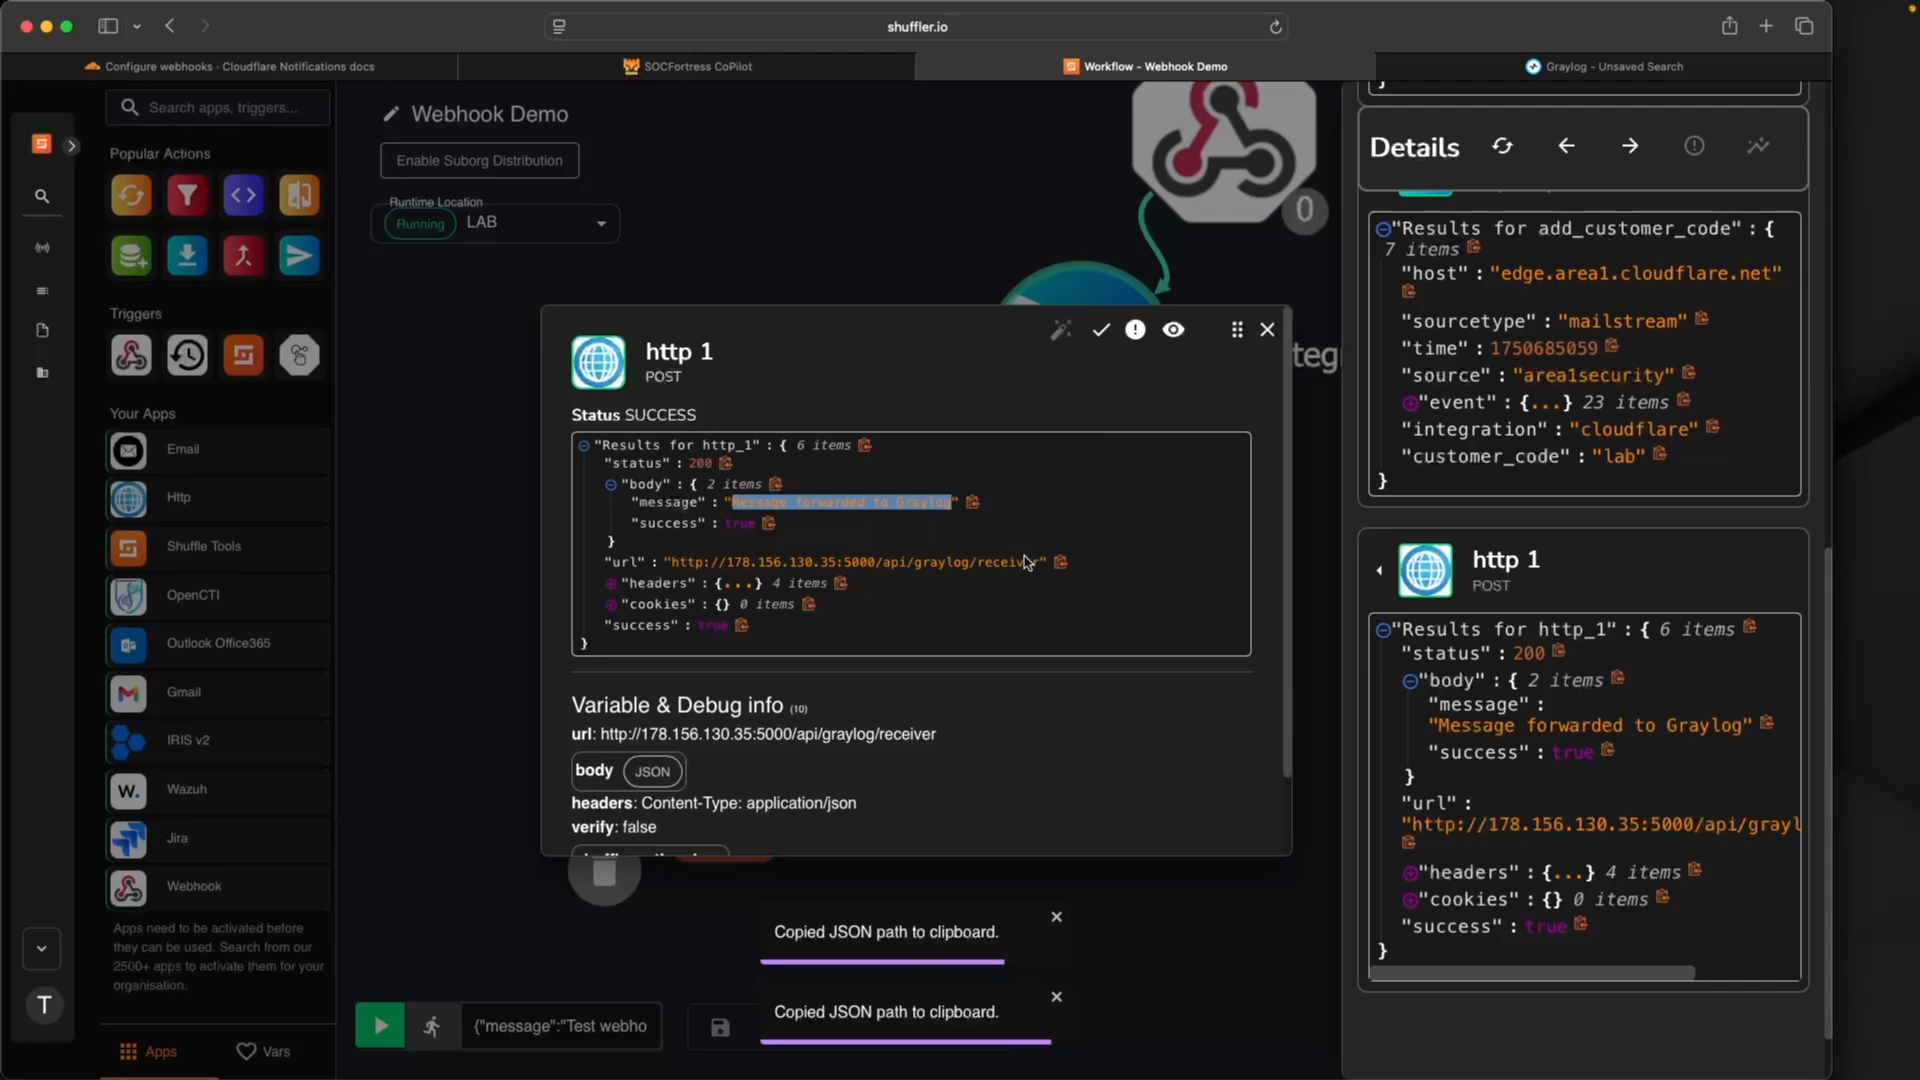 shuffler.io
Configure webhooks · Cloudflare Notifications docs
SOCFortress CoPilot
Workflow - Webhook Demo
Graylog - Unsaved Search
Search apps, triggers...
Popular Actions
Triggers
Your Apps
Email
Http
Shuffle Tools
OpenCTI
Outlook Office365
Gmail
IRIS v2
W. Wazuh
Jira
Webhook
Apps need to be activated before
they can be used. Search from our
2500+ apps to activate them for your
organisation.
T
Apps
Vars
Webhook Demo
Enable Suborg Distribution
Runtime Location
Running LAB
0
http 1
POST
Status SUCCESS
"Results for http_1" : { 6 items
"status" : 200
"body" : { 2 items
"message" : "Message forwarded to Graylog"
"success" : true
}
"url" : "http://178.156.130.35:5000/api/graylog/receiver"
"headers" : {...} 4 items
"cookies" : {} 0 items
"success" : true
}
Variable & Debug info (10)
url: http://178.156.130.35:5000/api/graylog/receiver
body JSON
headers: Content-Type: application/json
verify: false
Copied JSON path to clipboard.
Copied JSON path to clipboard.
{"message":"Test webho
}
Details
"Results for add_customer_code" : {
7 items
"host" : "edge.area1.cloudflare.net"
"sourcetype" : "mailstream"
"time" : 1750685059
"source" : "area1security"
"event" : {...} 23 items
"integration" : "cloudflare"
"customer_code" : "lab"
}
http 1
POST
"Results for http_1" : { 6 items
"status" : 200
"body" : { 2 items
"message" :
"Message forwarded to Graylog"
"success" : true
}
"url" :
"http://178.156.130.35:5000/api/grayl
"headers" : {...} 4 items
"cookies" : {} 0 items
"success" : true
}